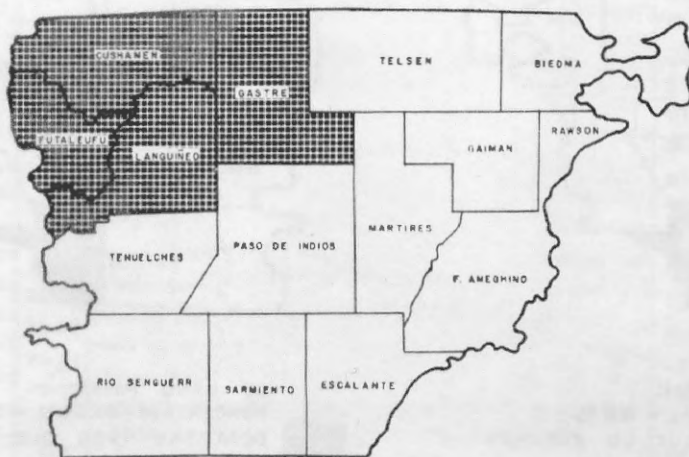 CUSHAMEN
TELSEN
BIEDMA
GASTRE
FUTALEUFU
LANGUIÑEO
GAIMAN
RAWSON
TEHUELCHES
PASO DE INDIOS
MARTIRES
F. AMEGHINO
RIO SENGUERR
SARMIENTO
ESCALANTE